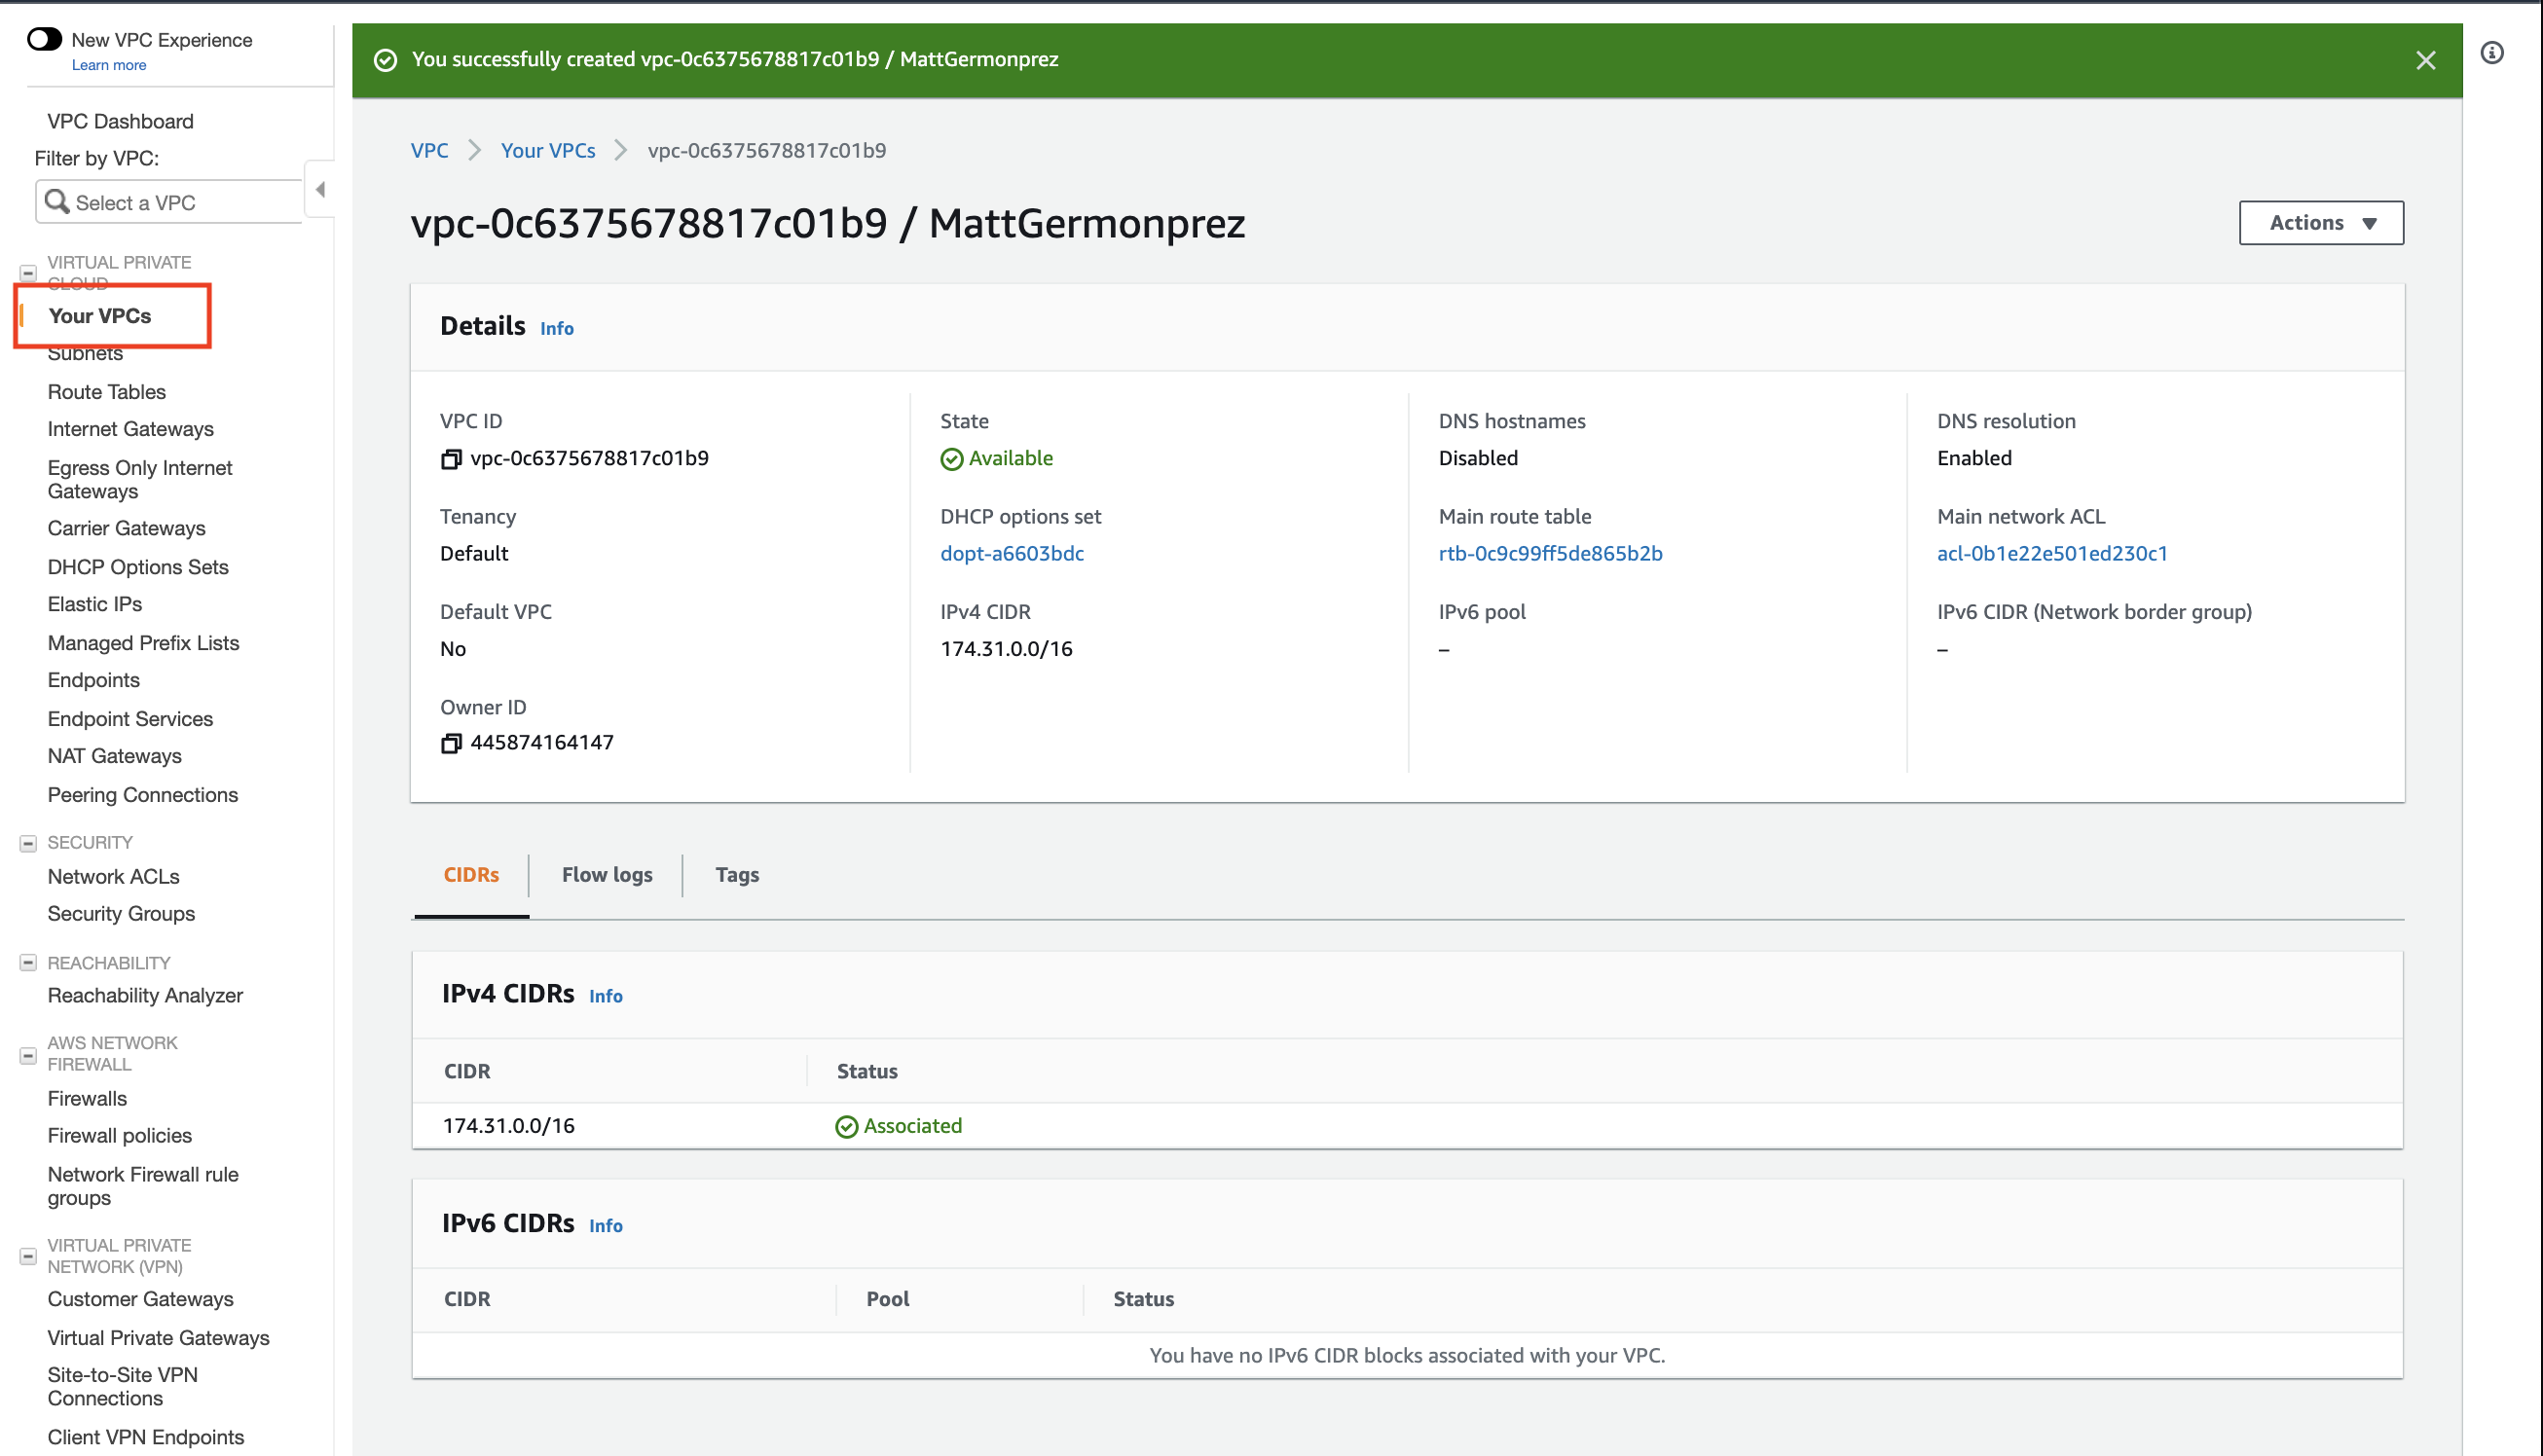 New VPC Experience
Learn more
VPC Dashboard
Filter by VPC:
Select a VPC
VIRTUAL PRIVATE
CLOUD
Your VPCs
Subnets
Route Tables
Internet Gateways
Egress Only Internet
Gateways
Carrier Gateways
DHCP Options Sets
Elastic IPs
Managed Prefix Lists
Endpoints
Endpoint Services
NAT Gateways
Peering Connections
SECURITY
Network ACLs
Security Groups
REACHABILITY
Reachability Analyzer
AWS NETWORK
FIREWALL
Firewalls
Firewall policies
Network Firewall rule
groups
VIRTUAL PRIVATE
NETWORK (VPN)
Customer Gateways
Virtual Private Gateways
Site-to-Site VPN
Connections
Client VPN Endpoints
You successfully created vpc-0c6375678817c01b9 / MattGermonprez
VPC > Your VPCs > vpc-0c6375678817c01b9
vpc-0c6375678817c01b9 / MattGermonprez
Actions
Details Info
VPC ID
vpc-0c6375678817c01b9
State
Available
DNS hostnames
Disabled
DNS resolution
Enabled
Tenancy
Default
DHCP options set
dopt-a6603bdc
Main route table
rtb-0c9c99ff5de865b2b
Main network ACL
acl-0b1e22e501ed230c1
Default VPC
No
IPv4 CIDR
174.31.0.0/16
IPv6 pool
–
IPv6 CIDR (Network border group)
–
Owner ID
445874164147
CIDRs
Flow logs
Tags
IPv4 CIDRs Info
CIDR Status
174.31.0.0/16 Associated
IPv6 CIDRs Info
CIDR Pool Status
You have no IPv6 CIDR blocks associated with your VPC.